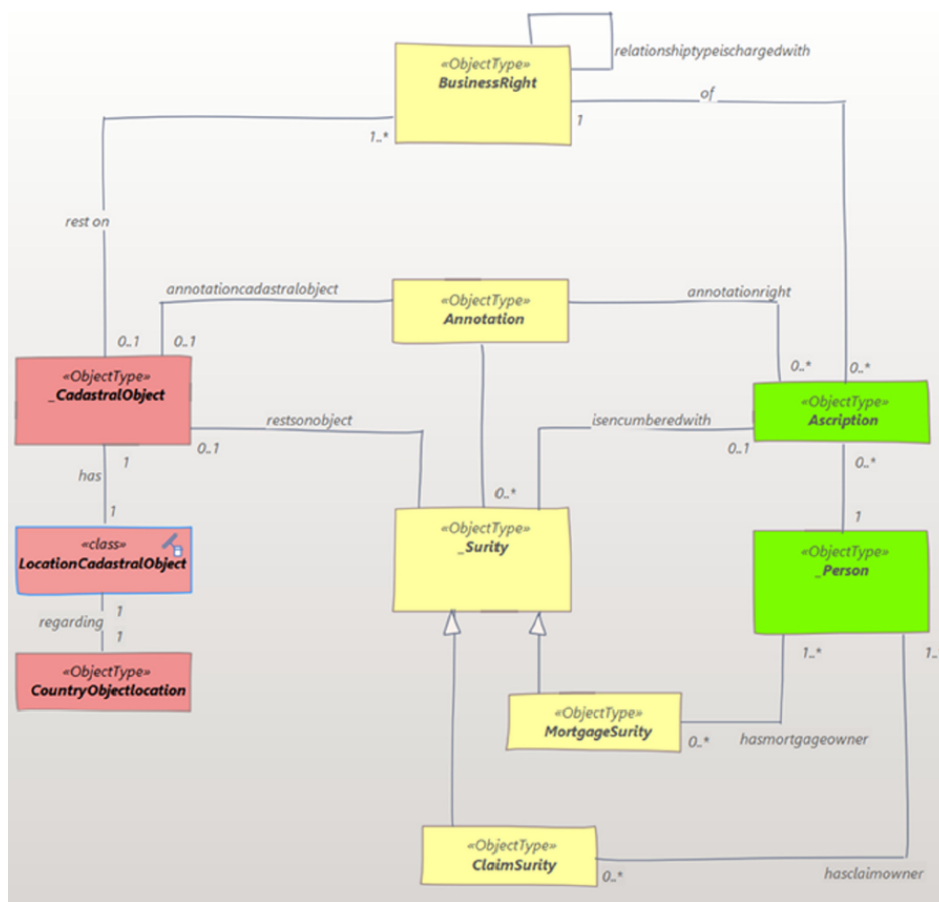 relationshiptypeischargedwith
«ObjectType»
BusinessRight
of
1
1..*
rest on
annotationcadastralobject
«ObjectType»
Annotation
annotationright
0..1
0..1
0..*
0..*
«ObjectType»
_CadastralObject
restsonobject
isencumberedwith
«ObjectType»
Ascription
0..1
0..1
has
1
0..*
1
0..*
1
«class»
LocationCadastralObject
«ObjectType»
_Surity
«ObjectType»
_Person
1
regarding
1
1..*
1..
«ObjectType»
CountryObjectlocation
«ObjectType»
MortgageSurity
0..*
hasmortgageowner
«ObjectType»
ClaimSurity
0..*
hasclaimowner